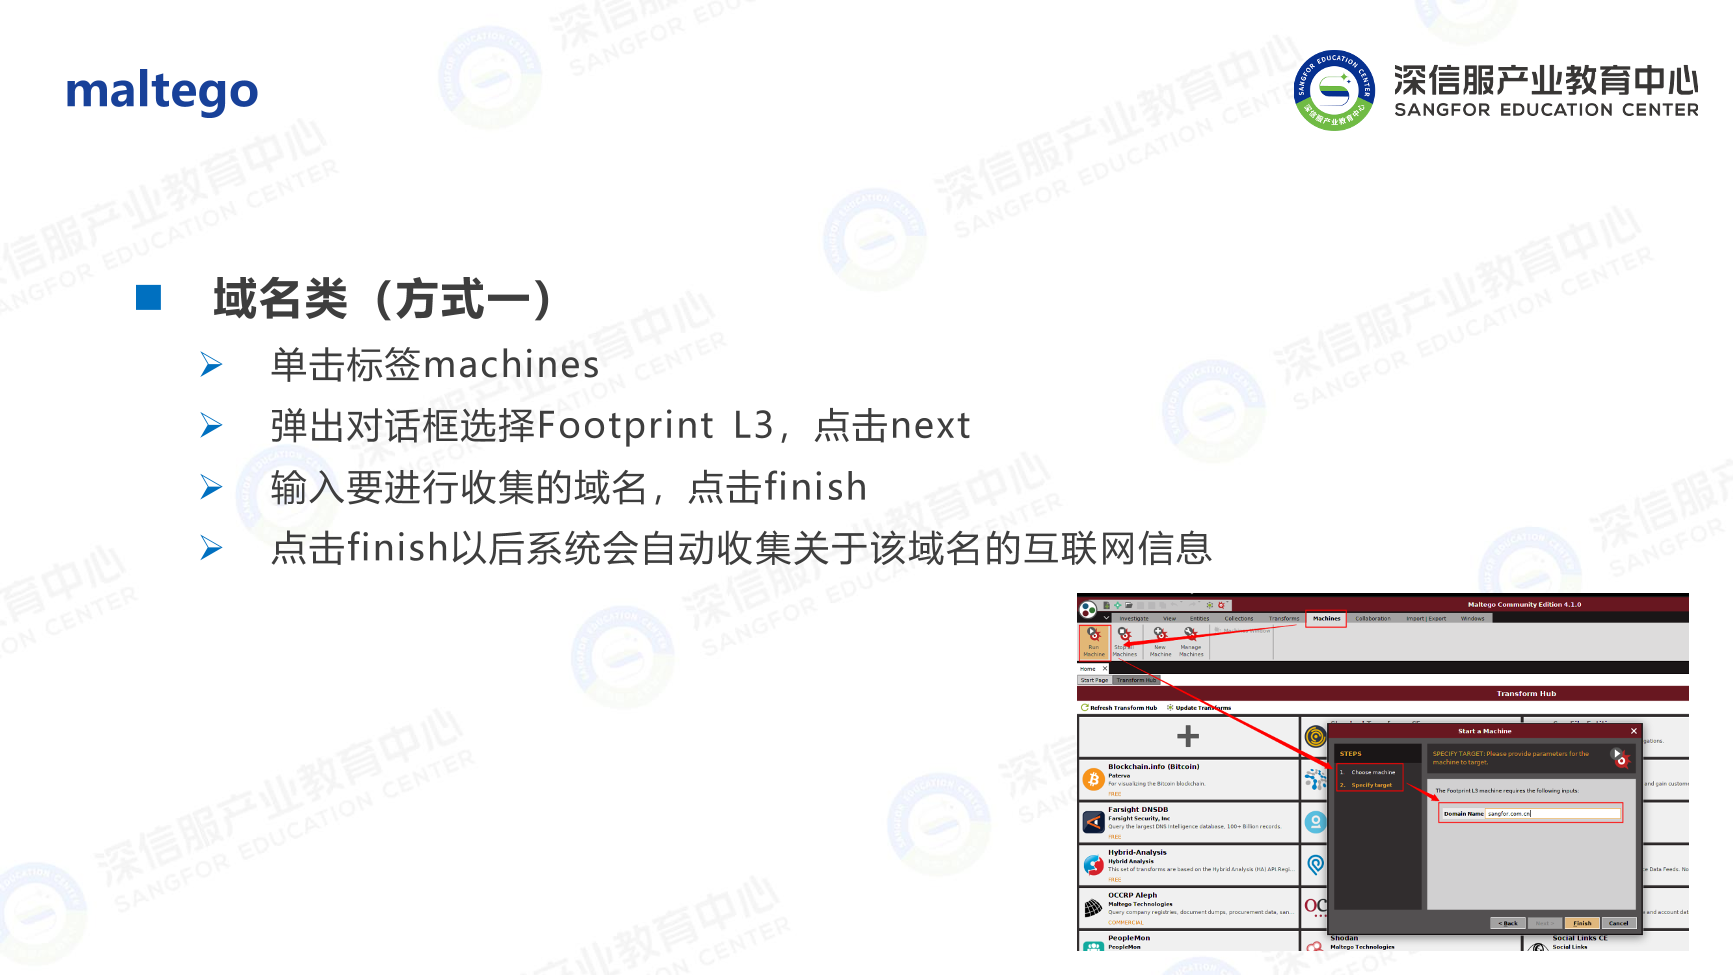 maltego
深信服产业教育中心
SANGFOR EDUCATION CENTER
域名类（方式一）
单击标签machines
弹出对话框选择Footprint L3，点击next
输入要进行收集的域名，点击finish
点击finish以后系统会自动收集关于该域名的互联网信息
Maltego Community Edition 4.1.0
Investigate View Entities Collections Transforms Machines Collaboration Import | Export Windows
Run Machine
Stop All Machines
New Machine
Manage Machines
Home
Start Page Transform Hub
Transform Hub
Refresh Transform Hub Update Transforms
Blockchain.info (Bitcoin)
Paterva
For visualizing the Bitcoin blockchain.
FREE
Farsight DNSDB
Farsight Security, Inc
Query the largest DNS intelligence database, 100+ Billion records.
FREE
Hybrid-Analysis
Hybrid Analysis
This set of transforms are based on the Hybrid Analysis (HA) API Regi...
FREE
OCCRP Aleph
Maltego Technologies
Query company registries, document dumps, procurement data, san...
COMMERCIAL
PeopleMon
PeopleMon
Start a Machine
STEPS
1. Choose machine
2. Specify target
SPECIFY TARGET: Please provide parameters for the
machine to target.
The Footprint L3 machine requires the following inputs:
Domain Name sangfor.com.cn
< Back Next > Finish Cancel
Shodan
Maltego Technologies
Social Links CE
Social Links